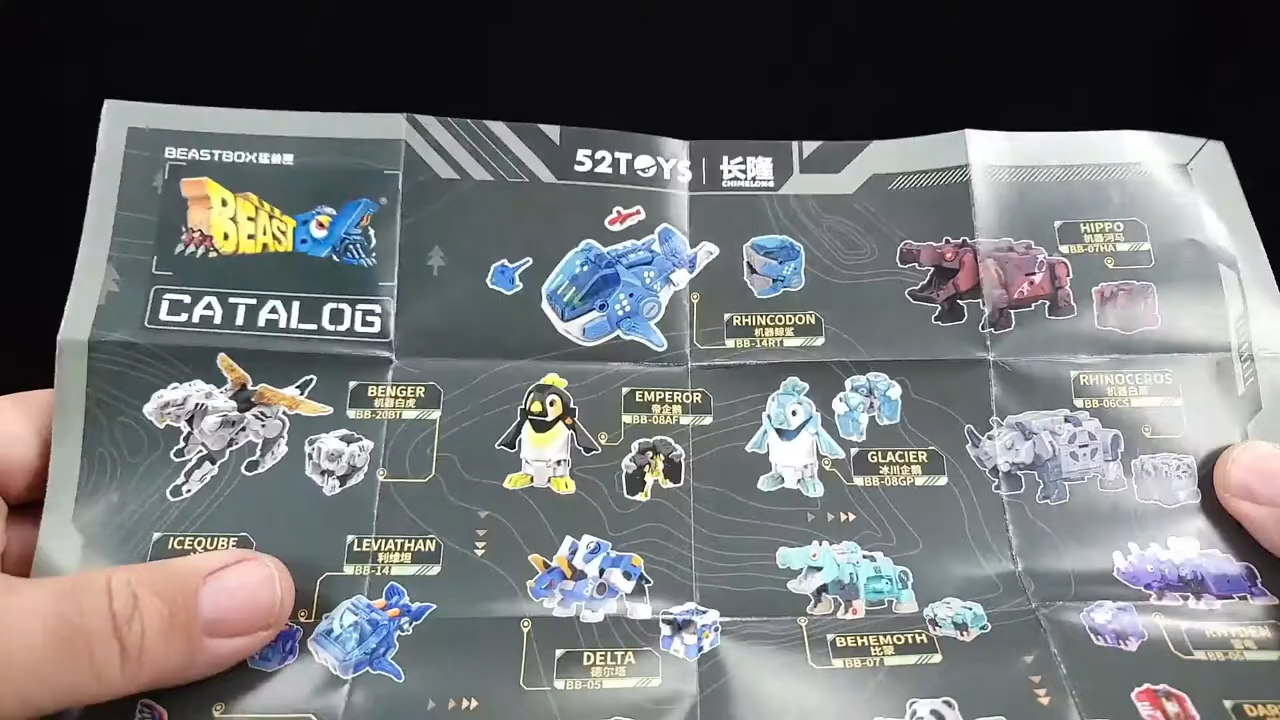 BEASTBOX猛兽匣
BEAST
CATALOG
52TOYS
长隆
CHIMELONG
RHINCODON
机器鲸鲨
BB-14RT
HIPPO
机器河马
BB-07HA
BENGER
机器白虎
BB-20BT
EMPEROR
帝企鹅
BB-08AF
GLACIER
冰川企鹅
BB-08GP
RHINOCEROS
机器白犀
BB-06CS
ICEQUBE
LEVIATHAN
利维坦
BB-14
DELTA
德尔塔
BB-05
BEHEMOTH
比蒙
BB-07
BB-06
DAR